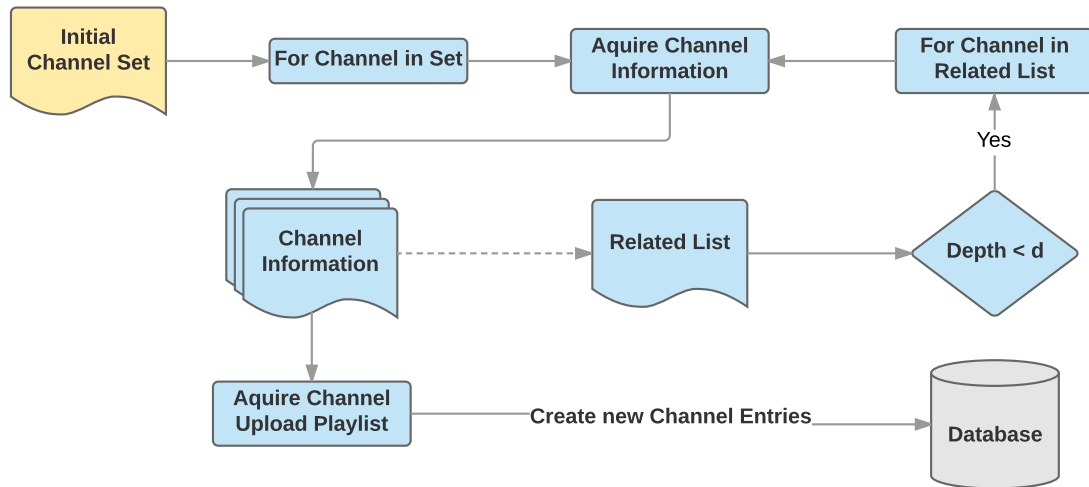 Initial
Channel Set
For Channel in Set
Aquire Channel
Information
For Channel in
Related List
Yes
Channel
Information
Related List
Depth < d
Aquire Channel
Upload Playlist
Create new Channel Entries
Database